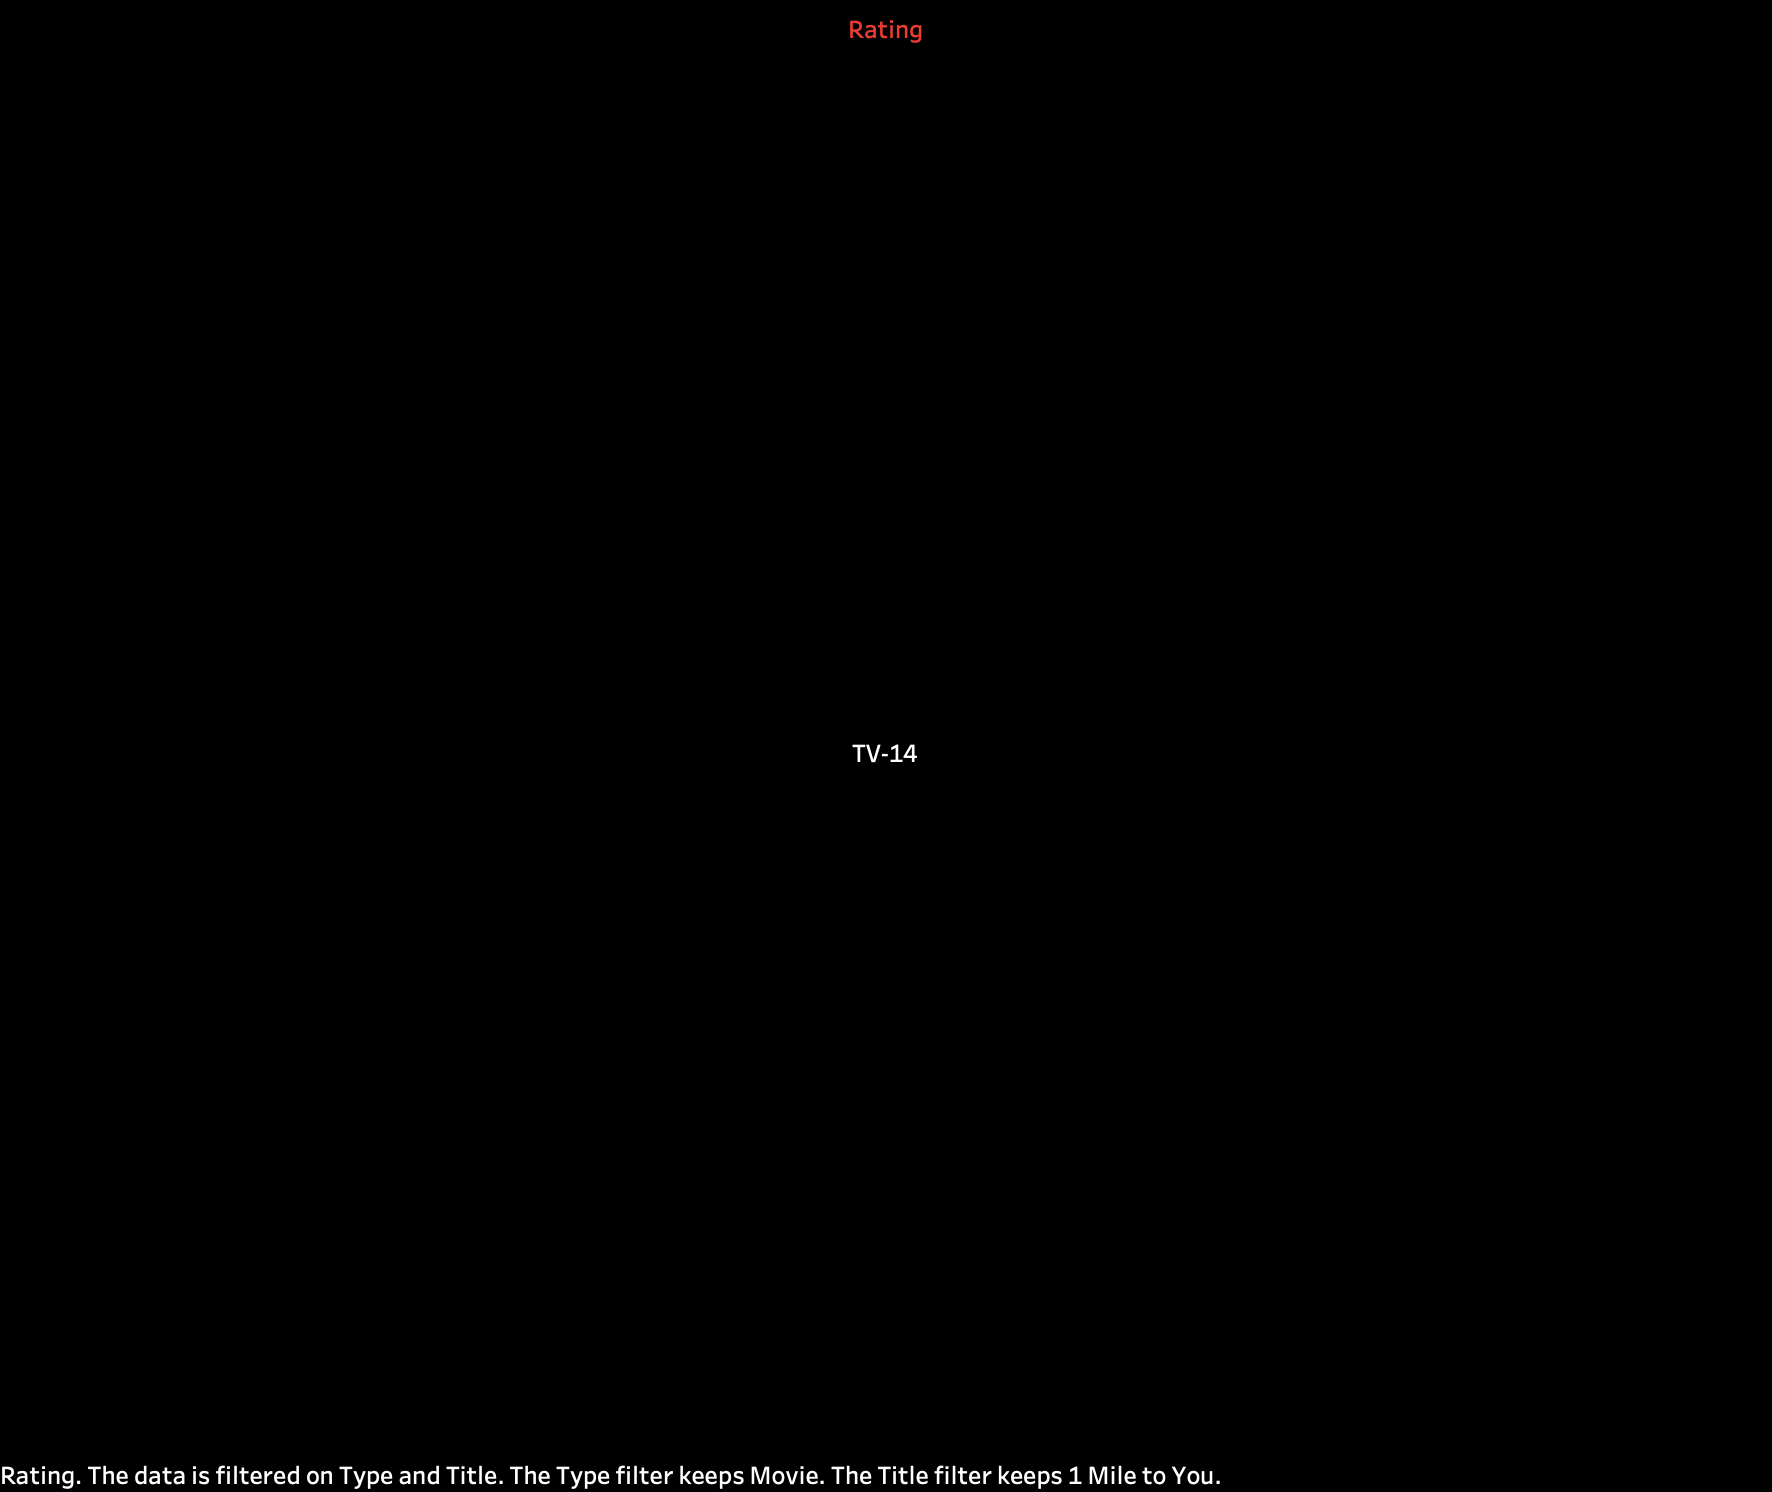 Rating
TV-14
Rating. The data is filtered on Type and Title. The Type filter keeps Movie. The Title filter keeps 1 Mile to You.